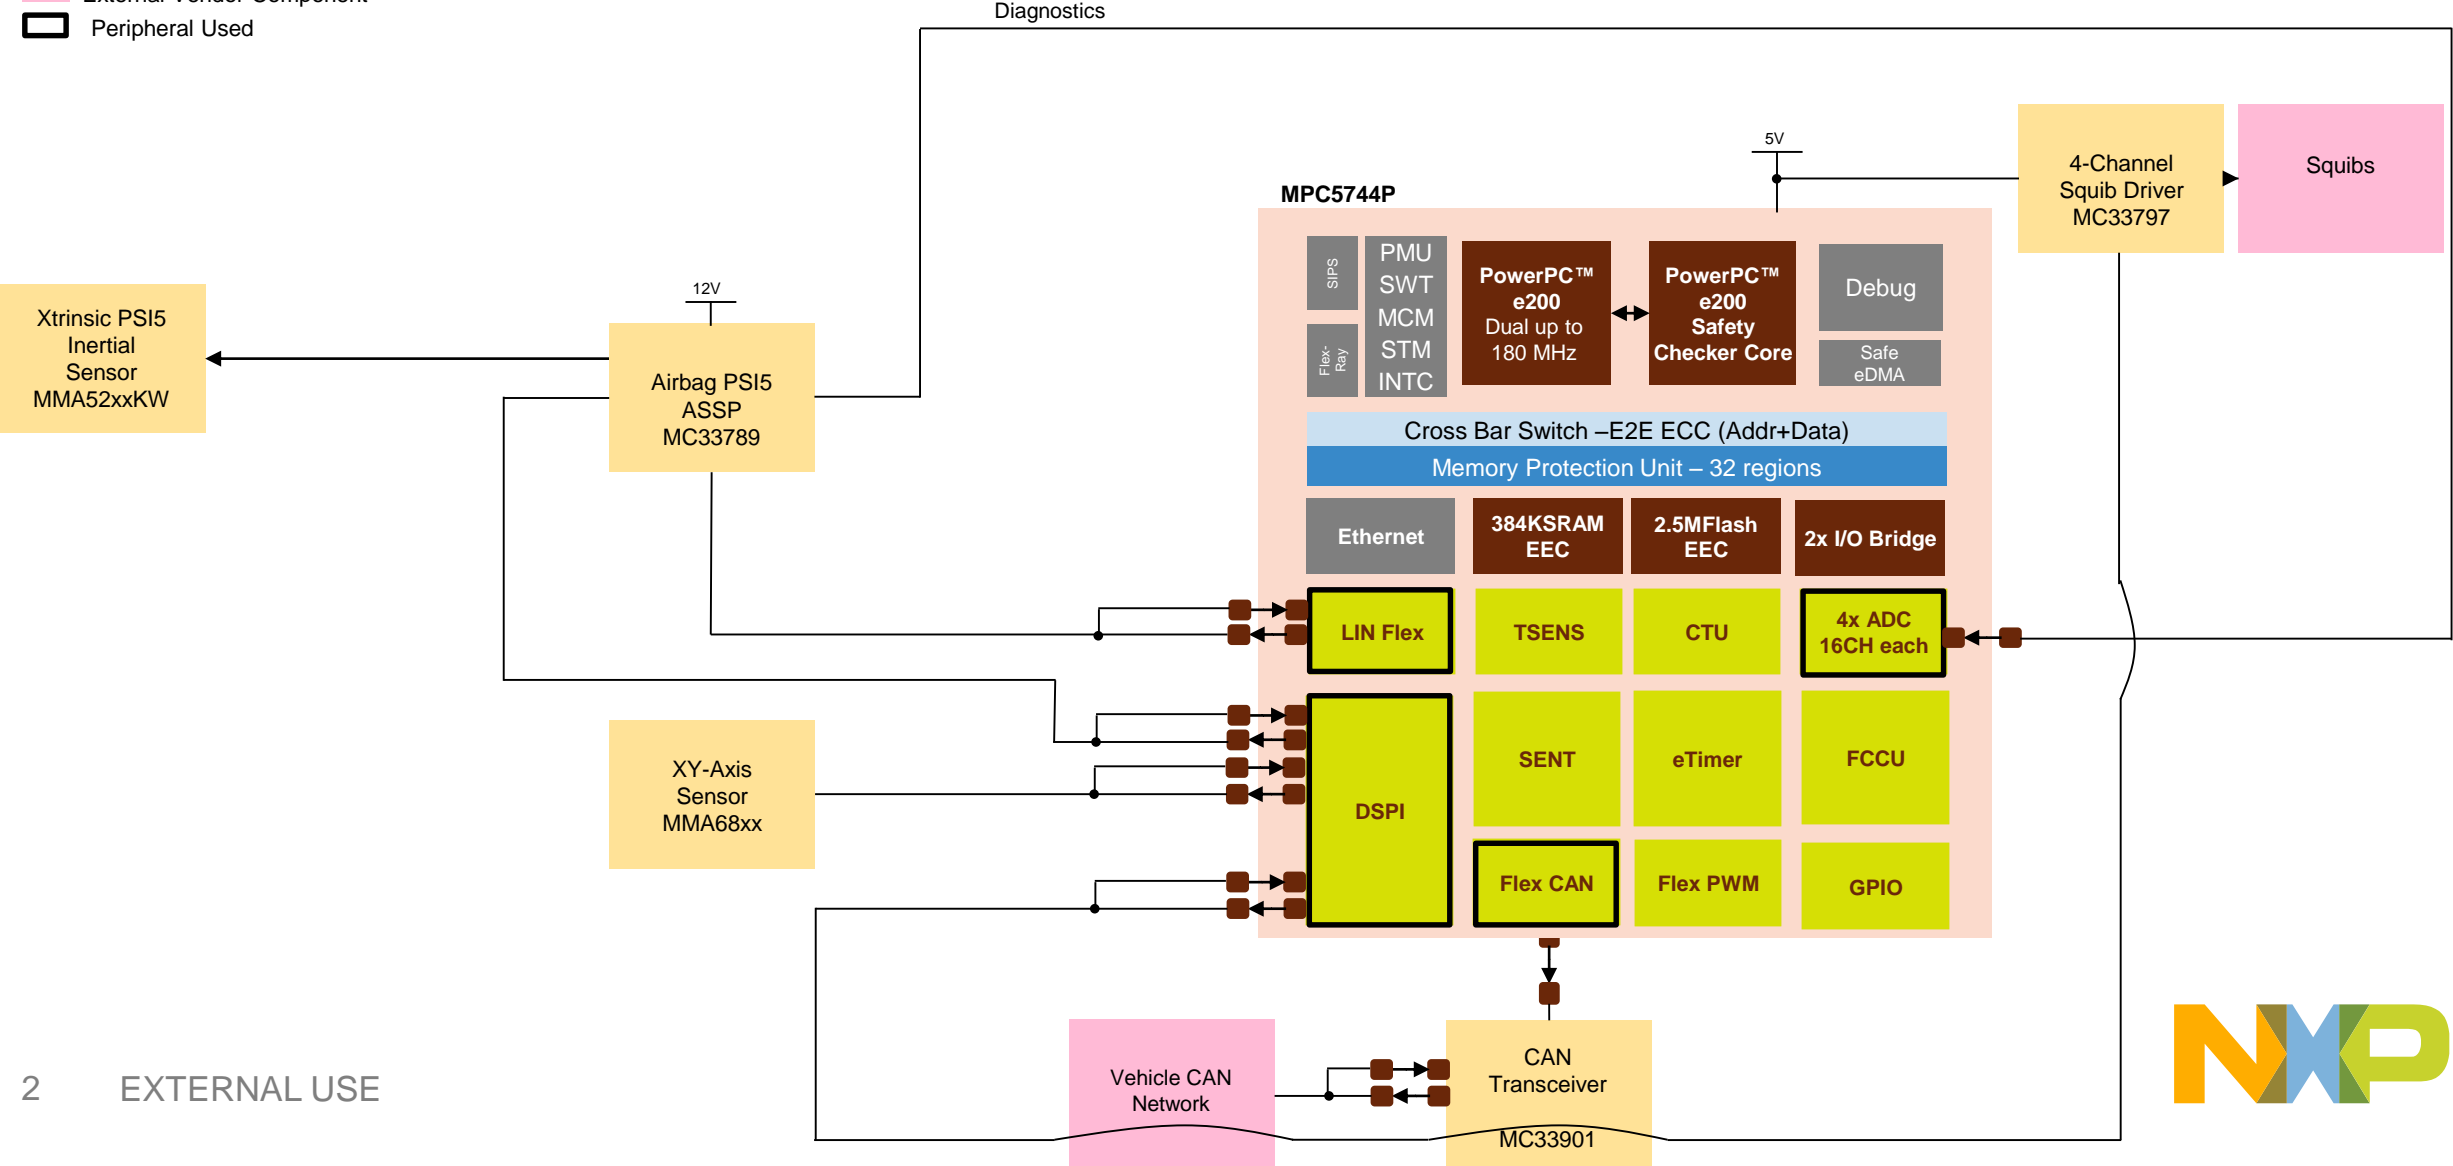 External Vendor Component
Peripheral Used
Diagnostics
5V
4-Channel
Squib Driver
MC33797
Squibs
MPC5744P
SIPS
Flex-
Ray
PMU
SWT
MCM
STM
INTC
PowerPC™
e200
Dual up to
180 MHz
PowerPC™
e200
Safety
Checker Core
Debug
Safe
eDMA
12V
Xtrinsic PSI5
Inertial
Sensor
MMA52xxKW
Airbag PSI5
ASSP
MC33789
Cross Bar Switch –E2E ECC (Addr+Data)
Memory Protection Unit – 32 regions
Ethernet
384KSRAM
EEC
2.5MFlash
EEC
2x I/O Bridge
LIN Flex
TSENS
CTU
4x ADC
16CH each
XY-Axis
Sensor
MMA68xx
DSPI
SENT
eTimer
FCCU
Flex CAN
Flex PWM
GPIO
Vehicle CAN
Network
CAN
Transceiver
MC33901
2 EXTERNAL USE
NXP